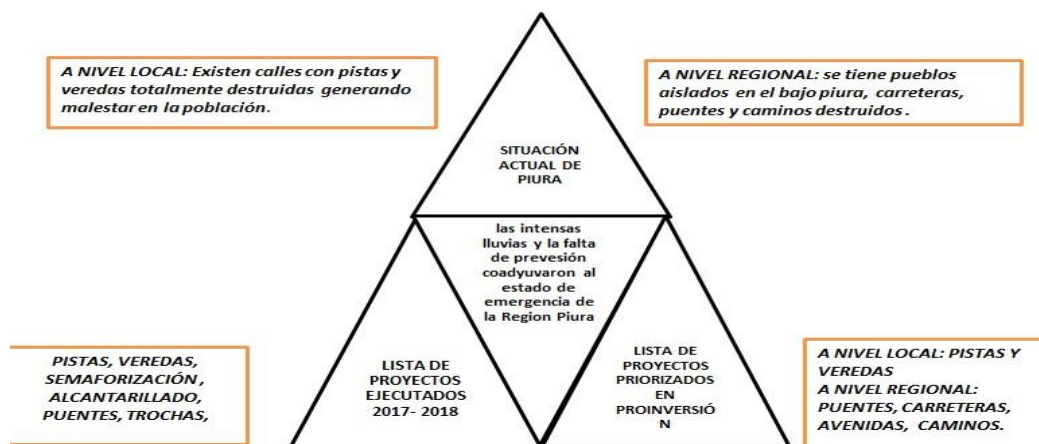 A NIVEL LOCAL: Existen calles con pistas y
veredas totalmente destruidas generando
malestar en la población.
A NIVEL REGIONAL: se tiene pueblos
aislados en el bajo piura, carreteras,
puentes y caminos destruidos .
SITUACIÓN
ACTUAL DE
PIURA
las intensas
lluvias y la falta
de prevesión
coadyuvaron al
estado de
emergencia de
la Region Piura
PISTAS, VEREDAS,
SEMAFORIZACIÓN ,
ALCANTARILLADO,
PUENTES, TROCHAS,
LISTA DE
PROYECTOS
EJECUTADOS
2017- 2018
LISTA DE
PROYECTOS
PRIORIZADOS
EN
PROINVERSIÓ
N
A NIVEL LOCAL: PISTAS Y
VEREDAS
A NIVEL REGIONAL:
PUENTES, CARRETERAS,
AVENIDAS, CAMINOS.